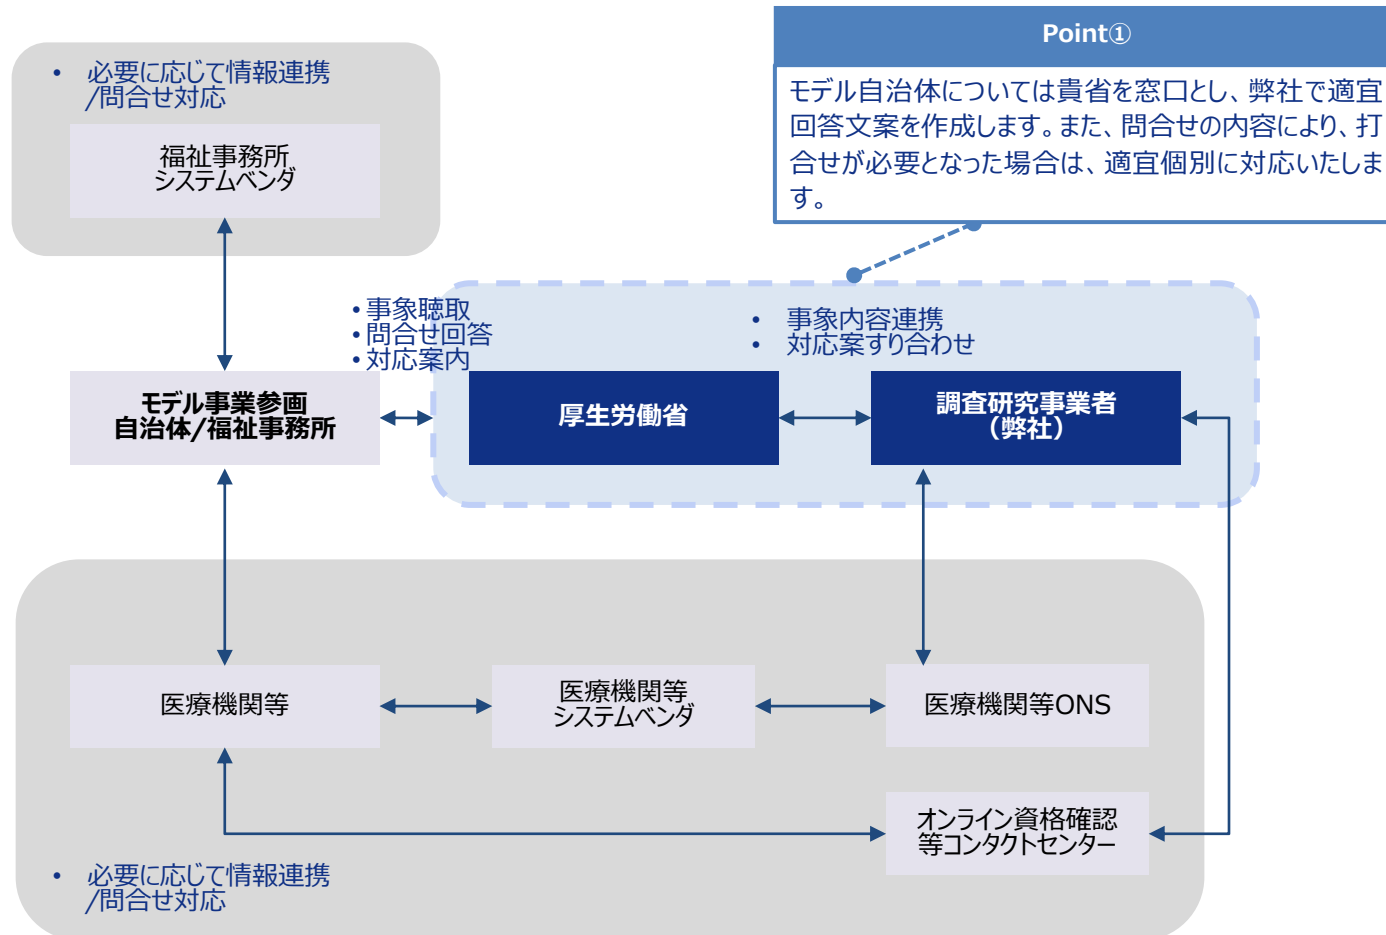 Point①
モデル自治体については貴省を窓口とし、弊社で適宜
回答文案を作成します。また、問合せの内容により、打
合せが必要となった場合は、適宜個別に対応いたしま
す。
• 必要に応じて情報連携
/問合せ対応
福祉事務所
システムベンダ
• 事象聴取
• 問合せ回答
• 対応案内
• 事象内容連携
• 対応案すり合わせ
モデル事業参画
自治体/福祉事務所
厚生労働省
調査研究事業者
（弊社）
医療機関等
医療機関等
システムベンダ
医療機関等ONS
オンライン資格確認
等コンタクトセンター
• 必要に応じて情報連携
/問合せ対応